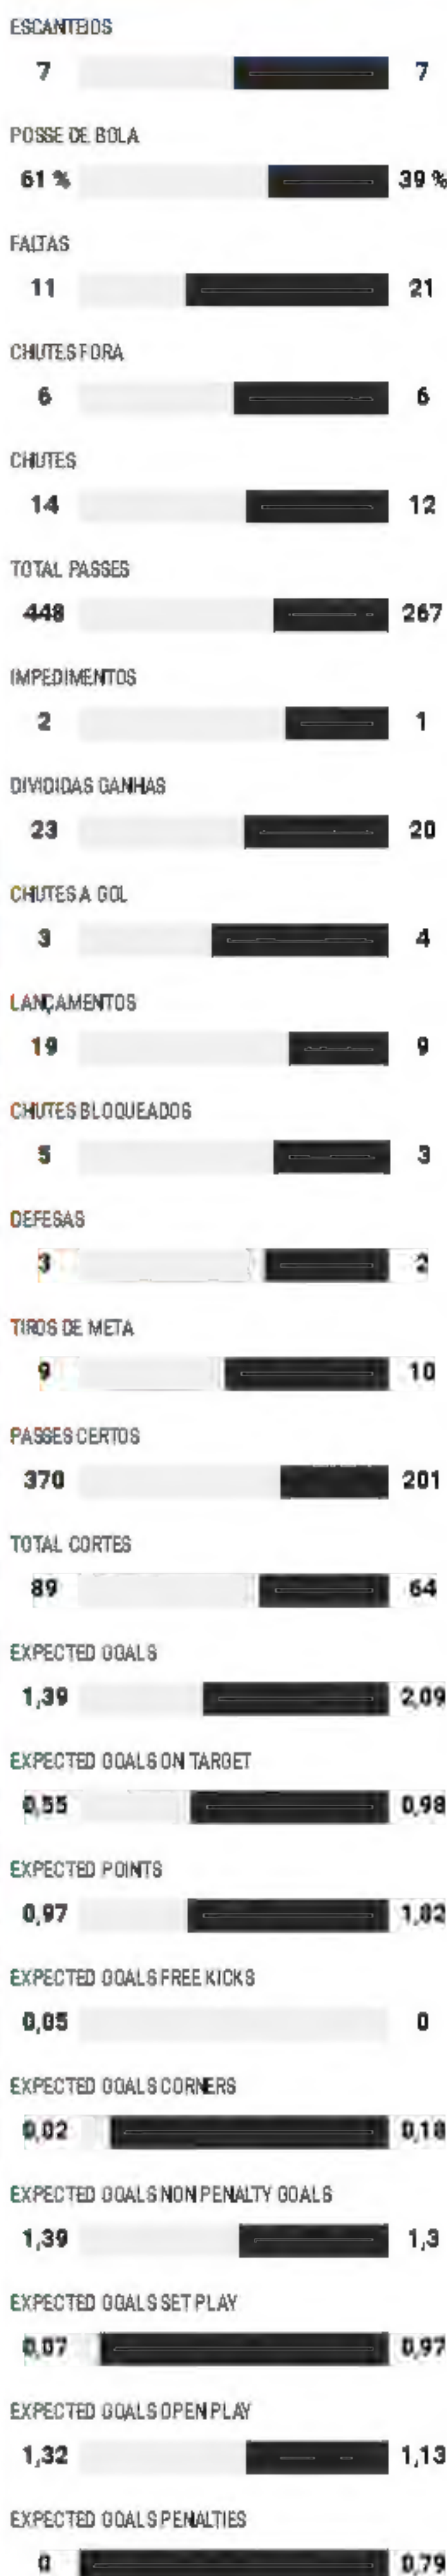 ESCANTEIOS
7 7
POSSE DE BOLA
61 % 39 %
FALTAS
11 21
CHUTES FORA
6 6
CHUTES
14 12
TOTAL PASSES
448 267
IMPEDIMENTOS
2 1
DIVIDIDAS GANHAS
23 20
CHUTES A GOL
3 4
LANÇAMENTOS
19 9
CHUTES BLOQUEADOS
5 3
DEFESAS
3 2
TIROS DE META
9 10
PASSES CERTOS
370 201
TOTAL CORTES
89 64
EXPECTED GOALS
1,39 2,09
EXPECTED GOALS ON TARGET
0,55 0,98
EXPECTED POINTS
0,97 1,82
EXPECTED GOALS FREE KICKS
0,05 0
EXPECTED GOALS CORNERS
0,02 0,18
EXPECTED GOALS NON PENALTY GOALS
1,39 1,3
EXPECTED GOALS SET PLAY
0,07 0,97
EXPECTED GOALS OPEN PLAY
1,32 1,13
EXPECTED GOALS PENALTIES
0 0,79